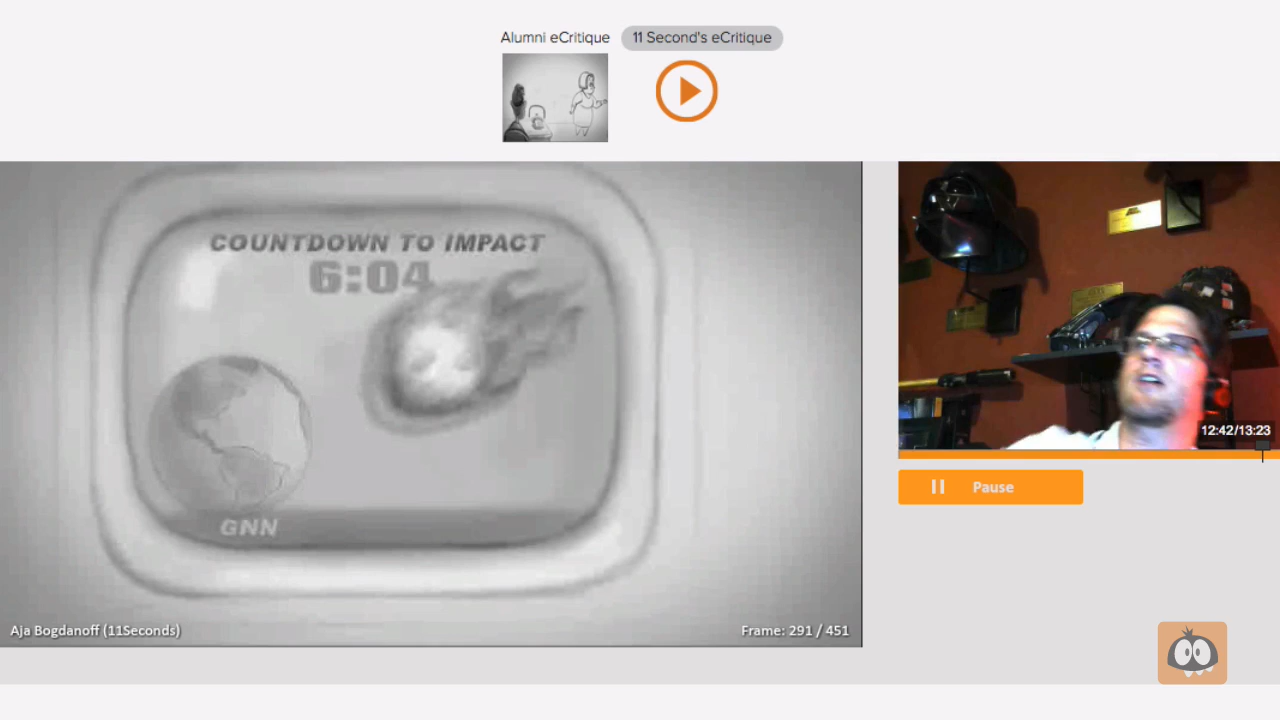 Alumni eCritique
11 Second's eCritique
COUNTDOWN TO IMPACT
6:04
GNN
12:42/13:23
Pause
Aja Bogdanoff (11Seconds)
Frame: 291 / 451